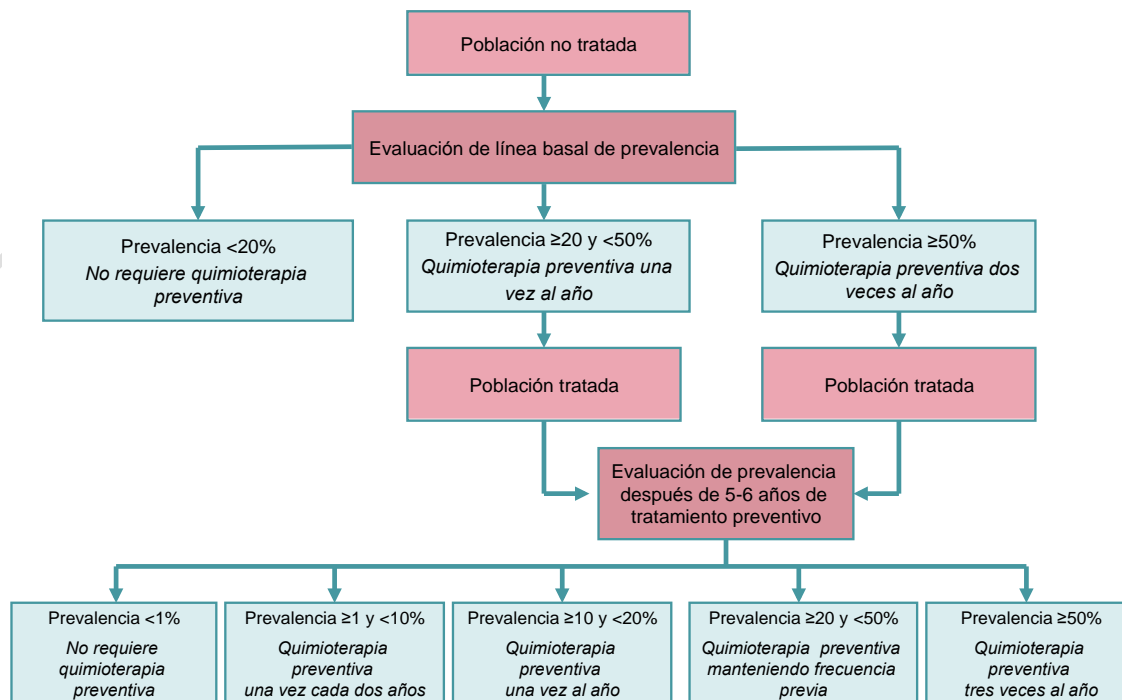 Población no tratada
Evaluación de línea basal de prevalencia
Prevalencia <20%
No requiere quimioterapia
preventiva
Prevalencia ≥20 y <50%
Quimioterapia preventiva una
vez al año
Prevalencia ≥50%
Quimioterapia preventiva dos
veces al año
Población tratada
Población tratada
Evaluación de prevalencia
después de 5-6 años de
tratamiento preventivo
Prevalencia <1%
No requiere
quimioterapia
preventiva
Prevalencia ≥1 y <10%
Quimioterapia
preventiva
una vez cada dos años
Prevalencia ≥10 y <20%
Quimioterapia
preventiva
una vez al año
Prevalencia ≥20 y <50%
Quimioterapia preventiva
manteniendo frecuencia
previa
Prevalencia ≥50%
Quimioterapia
preventiva
tres veces al año